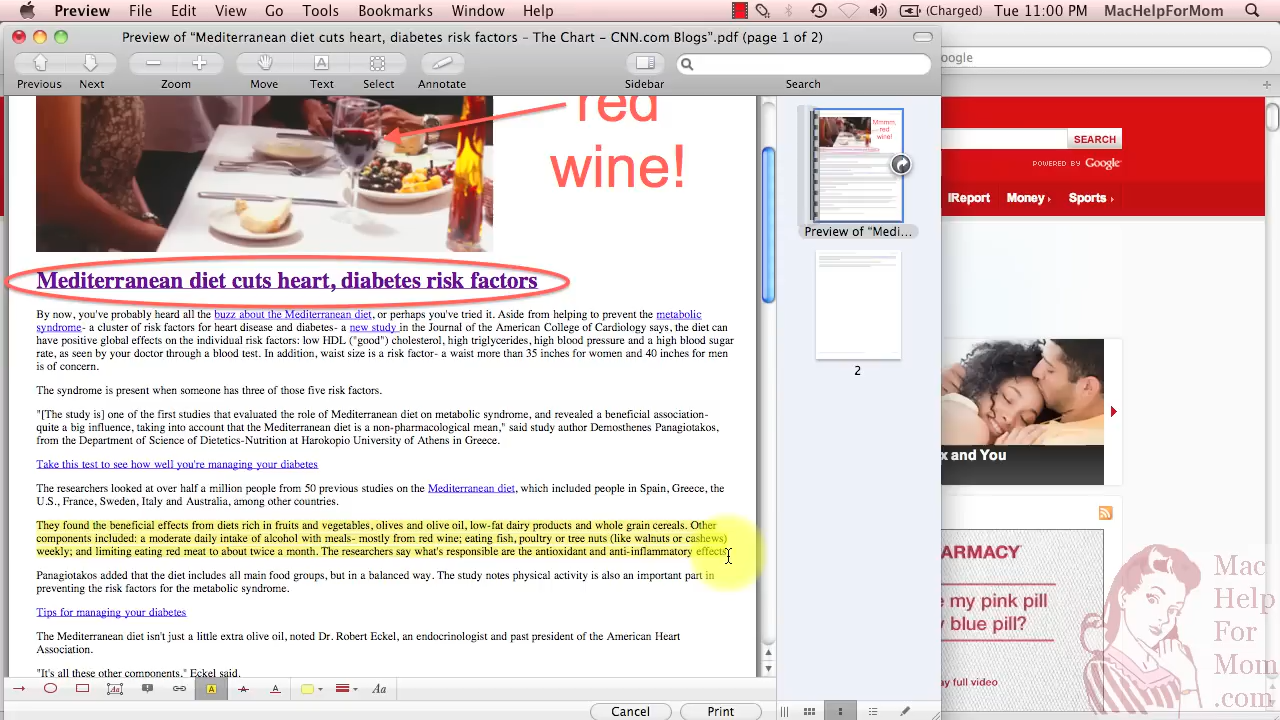 Preview File Edit View Go Tools Bookmarks Window Help (Charged) Tue 11:00 PM MacHelpForMom
Preview of “Mediterranean diet cuts heart, diabetes risk factors – The Chart – CNN.com Blogs”.pdf (page 1 of 2)
Previous Next Zoom Move Text Select Annotate Sidebar Search
oogle
red
wine!
Mmmm, red wine!
SEARCH
POWERED BY Google
iReport Money Sports
Preview of “Medi...
2
Mediterranean diet cuts heart, diabetes risk factors
By now, you've probably heard all the buzz about the Mediterranean diet, or perhaps you've tried it. Aside from helping to prevent the metabolic
syndrome- a cluster of risk factors for heart disease and diabetes- a new study in the Journal of the American College of Cardiology says, the diet can
have positive global effects on the individual risk factors: low HDL ("good") cholesterol, high triglycerides, high blood pressure and a high blood sugar
rate, as seen by your doctor through a blood test. In addition, waist size is a risk factor- a waist more than 35 inches for women and 40 inches for men
is of concern.
The syndrome is present when someone has three of those five risk factors.
"[The study is] one of the first studies that evaluated the role of Mediterranean diet on metabolic syndrome, and revealed a beneficial association-
quite a big influence, taking into account that the Mediterranean diet is a non-pharmacological mean," said study author Demosthenes Panagiotakos,
from the Department of Science of Dietetics-Nutrition at Harokopio University of Athens in Greece.
Take this test to see how well you're managing your diabetes
The researchers looked at over half a million people from 50 previous studies on the Mediterranean diet, which included people in Spain, Greece, the
U.S., France, Sweden, Italy and Australia, among other countries.
They found the beneficial effects from diets rich in fruits and vegetables, olives and olive oil, low-fat dairy products and whole grain cereals. Other
components included: a moderate daily intake of alcohol with meals- mostly from red wine; eating fish, poultry or tree nuts (like walnuts or cashews)
weekly; and limiting eating red meat to about twice a month. The researchers say what's responsible are the antioxidant and anti-inflammatory effects.
Panagiotakos added that the diet includes all main food groups, but in a balanced way. The study notes physical activity is also an important part in
preventing the risk factors for the metabolic syndrome.
Tips for managing your diabetes
The Mediterranean diet isn't just a little extra olive oil, noted Dr. Robert Eckel, an endocrinologist and past president of the American Heart
Association.
"It's all these other components," Eckel said.
x and You
ARMACY
me my pink pill
y blue pill?
ay full video
Mac
Help
For
Mom
.com
Aa
Cancel Print